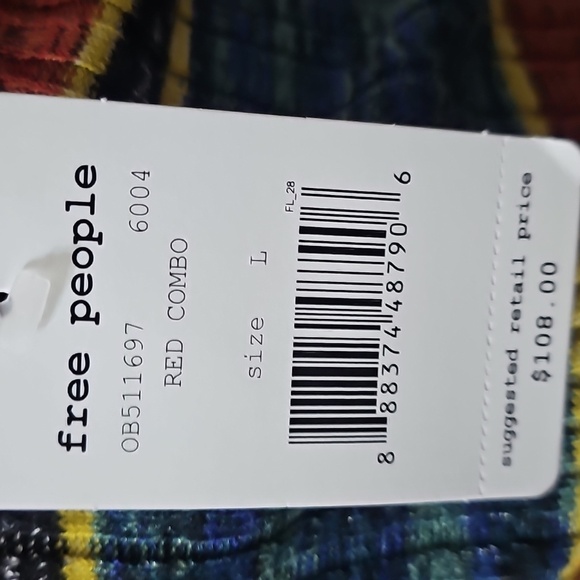 free people
OB511697 6004
RED COMBO
size L
FL_28
8 88374 48790 6
suggested retail price
$108.00